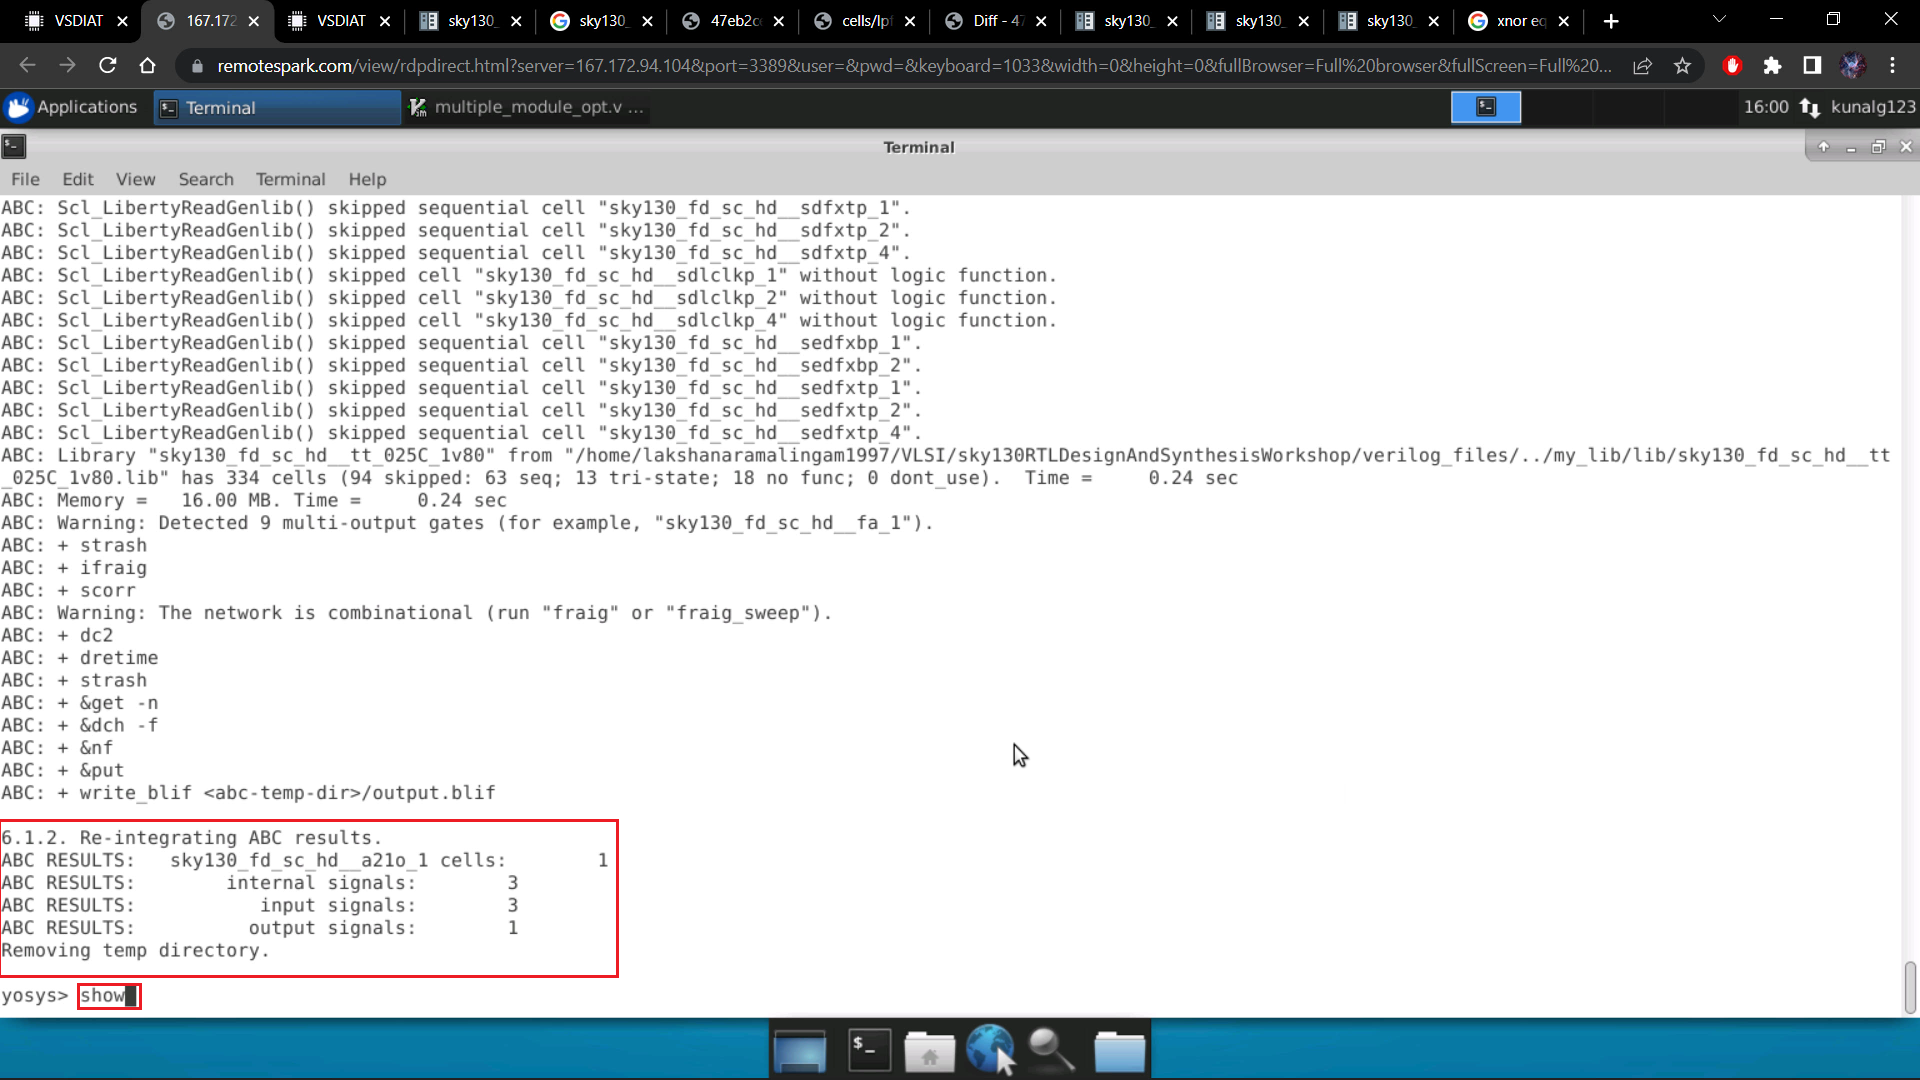 VSDIAT
167.172
VSDIAT
sky130_
sky130_
47eb2c
cells/lpf
Diff - 47
sky130_
sky130_
sky130_
xnor eq
remotespark.com/view/rdpdirect.html?server=167.172.94.104&port=3389&user=&pwd=&keyboard=1033&width=0&height=0&fullBrowser=Full%20browser&fullScreen=Full%20...
Applications
Terminal
multiple_module_opt.v ...
16:00
kunalg123
Terminal
File Edit View Search Terminal Help
ABC: Scl_LibertyReadGenlib() skipped sequential cell "sky130_fd_sc_hd__sdfxtp_1".
ABC: Scl_LibertyReadGenlib() skipped sequential cell "sky130_fd_sc_hd__sdfxtp_2".
ABC: Scl_LibertyReadGenlib() skipped sequential cell "sky130_fd_sc_hd__sdfxtp_4".
ABC: Scl_LibertyReadGenlib() skipped cell "sky130_fd_sc_hd__sdlclkp_1" without logic function.
ABC: Scl_LibertyReadGenlib() skipped cell "sky130_fd_sc_hd__sdlclkp_2" without logic function.
ABC: Scl_LibertyReadGenlib() skipped cell "sky130_fd_sc_hd__sdlclkp_4" without logic function.
ABC: Scl_LibertyReadGenlib() skipped sequential cell "sky130_fd_sc_hd__sedfxbp_1".
ABC: Scl_LibertyReadGenlib() skipped sequential cell "sky130_fd_sc_hd__sedfxbp_2".
ABC: Scl_LibertyReadGenlib() skipped sequential cell "sky130_fd_sc_hd__sedfxtp_1".
ABC: Scl_LibertyReadGenlib() skipped sequential cell "sky130_fd_sc_hd__sedfxtp_2".
ABC: Scl_LibertyReadGenlib() skipped sequential cell "sky130_fd_sc_hd__sedfxtp_4".
ABC: Library "sky130_fd_sc_hd__tt_025C_1v80" from "/home/lakshanaramalingam1997/VLSI/sky130RTLDesignAndSynthesisWorkshop/verilog_files/../my_lib/lib/sky130_fd_sc_hd__tt
_025C_1v80.lib" has 334 cells (94 skipped: 63 seq; 13 tri-state; 18 no func; 0 dont_use).  Time =     0.24 sec
ABC: Memory =   16.00 MB. Time =     0.24 sec
ABC: Warning: Detected 9 multi-output gates (for example, "sky130_fd_sc_hd__fa_1").
ABC: + strash
ABC: + ifraig
ABC: + scorr
ABC: Warning: The network is combinational (run "fraig" or "fraig_sweep").
ABC: + dc2
ABC: + dretime
ABC: + strash
ABC: + &get -n
ABC: + &dch -f
ABC: + &nf
ABC: + &put
ABC: + write_blif <abc-temp-dir>/output.blif
6.1.2. Re-integrating ABC results.
ABC RESULTS:   sky130_fd_sc_hd__a21o_1 cells:        1
ABC RESULTS:        internal signals:        3
ABC RESULTS:           input signals:        3
ABC RESULTS:          output signals:        1
Removing temp directory.
yosys> show
$_